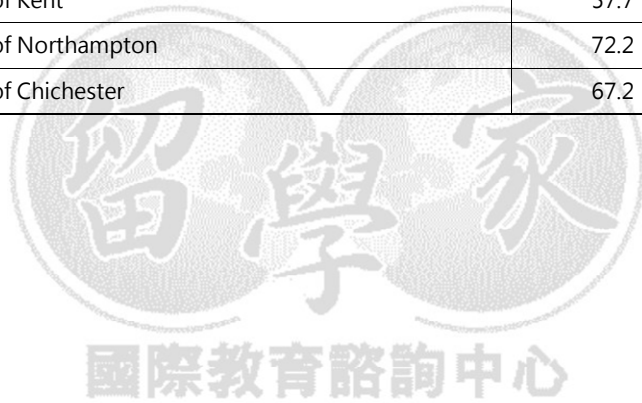 of Kent 57.7
of Northampton 72.2
of Chichester 67.2
留學家
國際教育諮詢中心